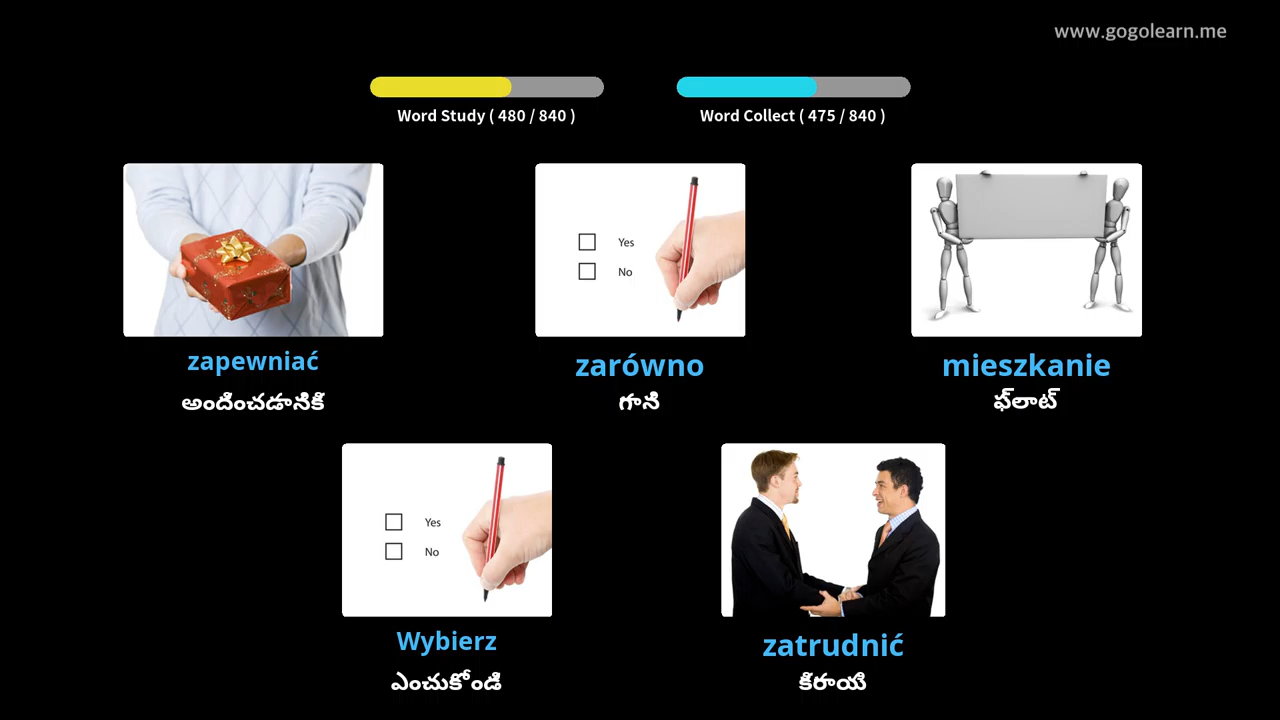 www.gogolearn.me
Word Study ( 480 / 840 )
Word Collect ( 475 / 840 )
Yes
No
zapewniać
అందించడానికి
zarówno
గాని
mieszkanie
ఫ్లాట్
Yes
No
Wybierz
ఎంచుకోండి
zatrudnić
కిరాయి